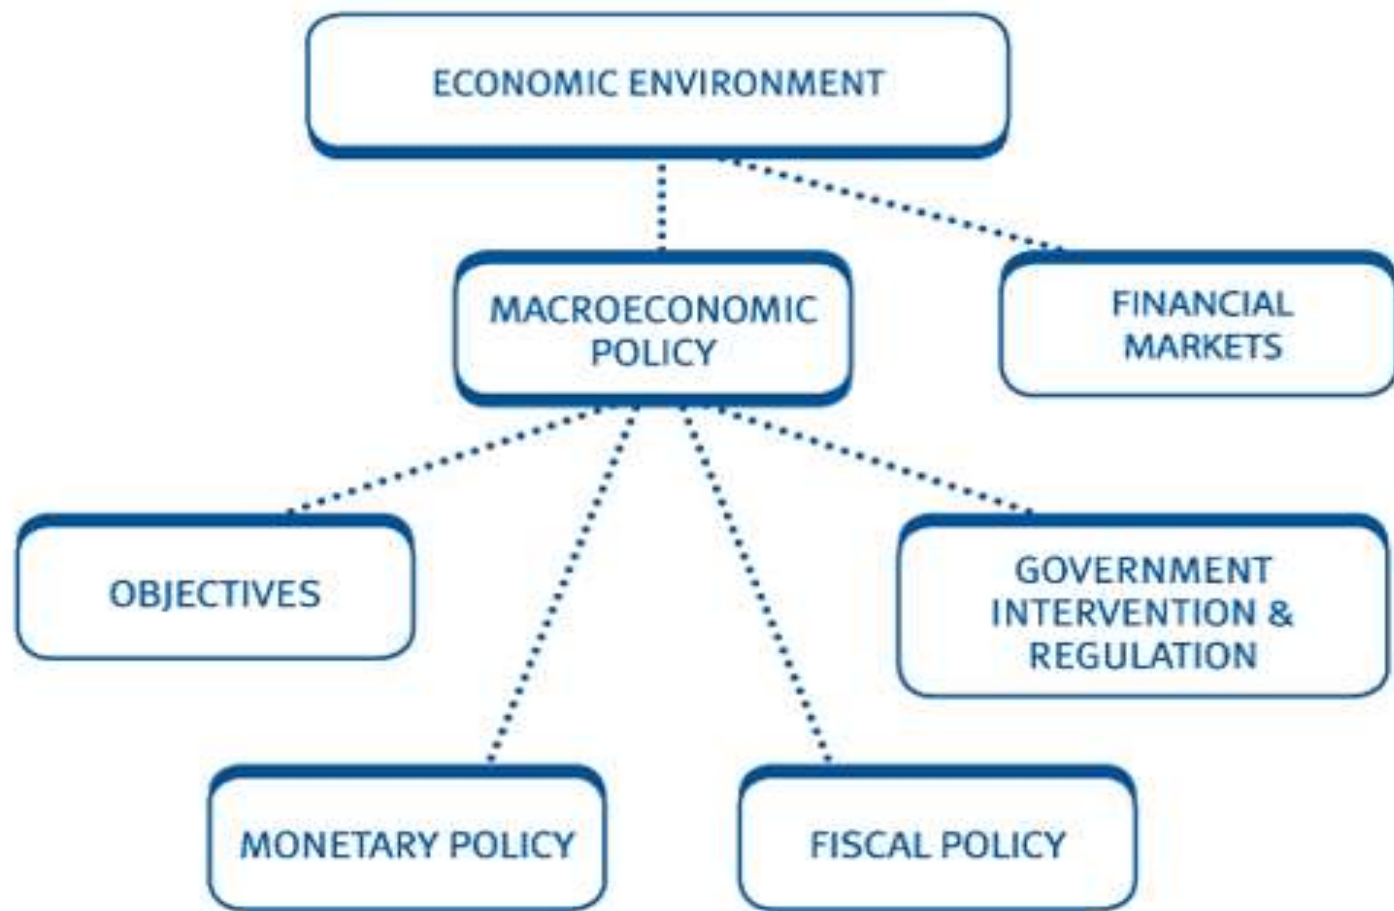 ECONOMIC ENVIRONMENT
MACROECONOMIC
POLICY
FINANCIAL
MARKETS
OBJECTIVES
GOVERNMENT
INTERVENTION &
REGULATION
MONETARY POLICY
FISCAL POLICY